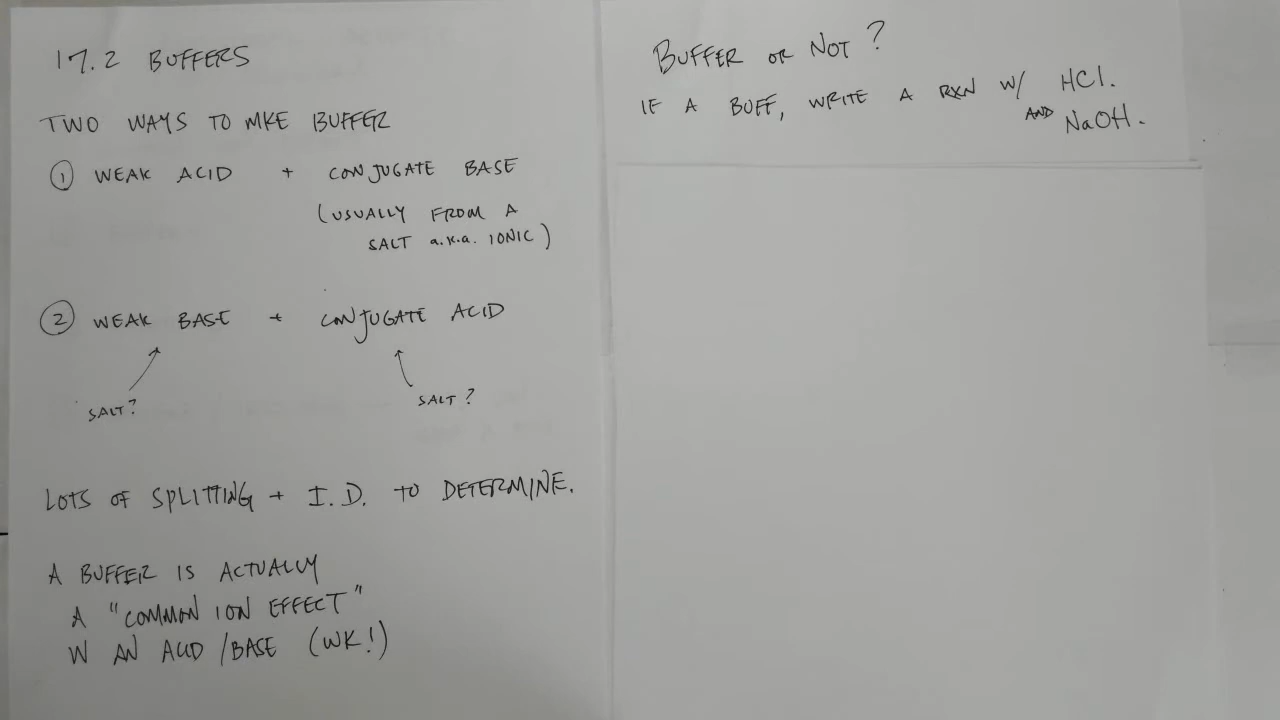 17.2 BUFFERS
TWO WAYS TO MKE BUFFER
① WEAK ACID + CONJUGATE BASE
(USUALLY FROM A
SALT a.k.a. IONIC)
② WEAK BASE + CONJUGATE ACID
SALT?
SALT?
LOTS OF SPLITTING + I.D. TO DETERMINE.
A BUFFER IS ACTUALLY
A "COMMON ION EFFECT"
W AN ACID/BASE (WK!)
BUFFER OR NOT?
IF A BUFF, WRITE A RXN W/ HCl.
AND NaOH.